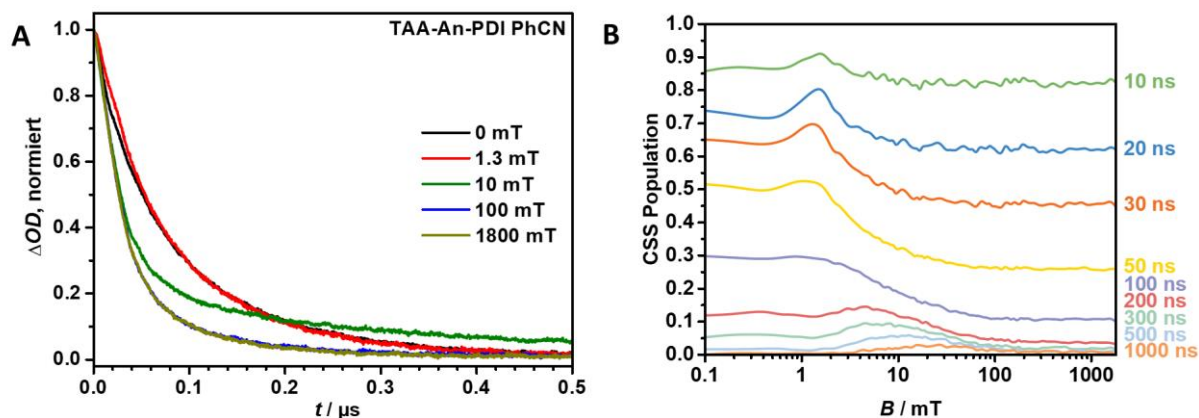 A
TAA-An-PDI PhCN
ΔOD, normiert
1.0
0.8
0.6
0.4
0.2
0.0
0 mT
1.3 mT
10 mT
100 mT
1800 mT
0.0 0.1 0.2 0.3 0.4 0.5
t / µs
B
CSS Population
1.0
0.9
0.8
0.7
0.6
0.5
0.4
0.3
0.2
0.1
0.0
10 ns
20 ns
30 ns
50 ns
100 ns
200 ns
300 ns
500 ns
1000 ns
0.1 1 10 100 1000
B / mT